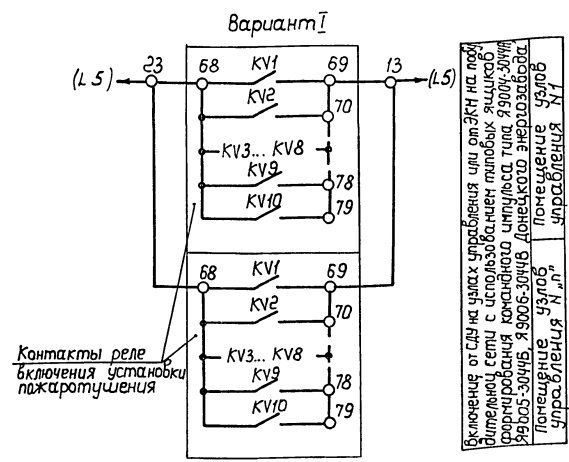 Вариант I
23 68 KV1 69 13
(L5) (L5)
KV2 70
KV3... KV8
KV9 78
KV10 79
68 KV1 69
KV2 70
KV3... KV8
KV9 78
KV10 79
Контакты реле
включения установки
пожаротушения
Включение от СДУ на узлах управления или от ЭКН на побу
дительной сети с использованием типовых ящиков
формирования командного импульса типа Я9004-3044В,
Я9005-3044В, Я9006-3044В Донецкого энергозавода
Помещение узлов
управления N1
Помещение узлов
управления N "n"